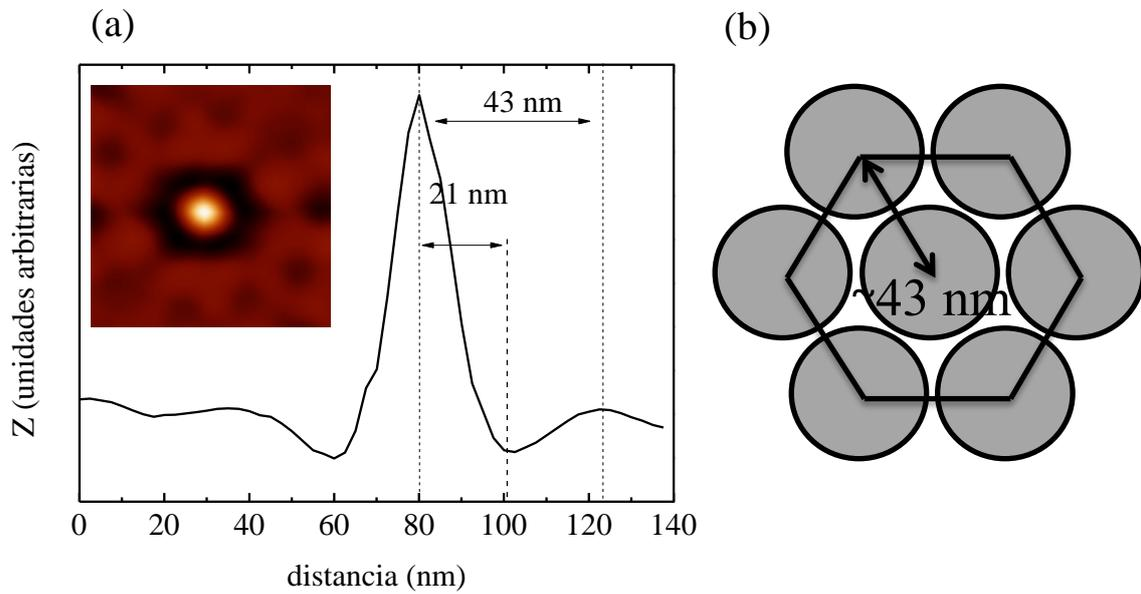 (a)
43 nm
21 nm
Z (unidades arbitrarias)
0 20 40 60 80 100 120 140
distancia (nm)
(b)
~43 nm